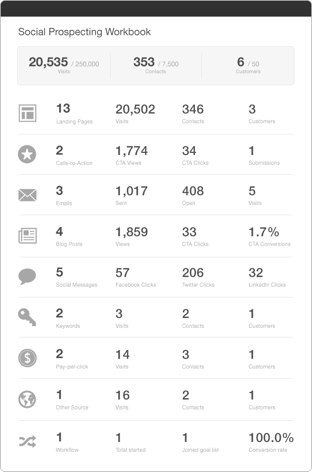 Social Prospecting Workbook
20,535 / 250,000 353 / 7,500 6 / 50
Visits Contacts Customers
13 20,502 346 3
Landing Pages Visits Contacts Customers
2 1,774 34 1
Calls-to-Action CTA Views CTA Clicks Submissions
3 1,017 408 5
Emails Sent Open Visits
4 1,859 33 1.7%
Blog Posts Views CTA Clicks CTA Conversions
5 57 206 32
Social Messages Facebook Clicks Twitter Clicks LinkedIn Clicks
2 3 2 1
Keywords Visits Contacts Customers
2 14 3 1
Pay-per-click Visits Contacts Customers
1 16 2 1
Other Source Visits Contacts Customers
1 1 1 100.0%
Workflow Total started Joined goal list Conversion rate